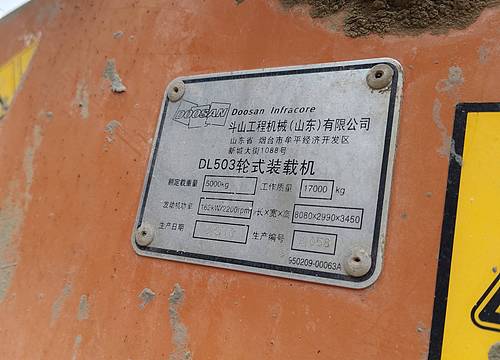 DOOSAN Doosan Infracore
斗山工程机械(山东)有限公司
山东省 烟台市牟平经济开发区
新城大街1088号
DL503轮式装载机
额定载重量 5000kg 工作质量 17000 kg
发动机功率 162kW/2200rpm 长×宽×高 8080×2990×3450
生产日期 生产编号
950209-00063A